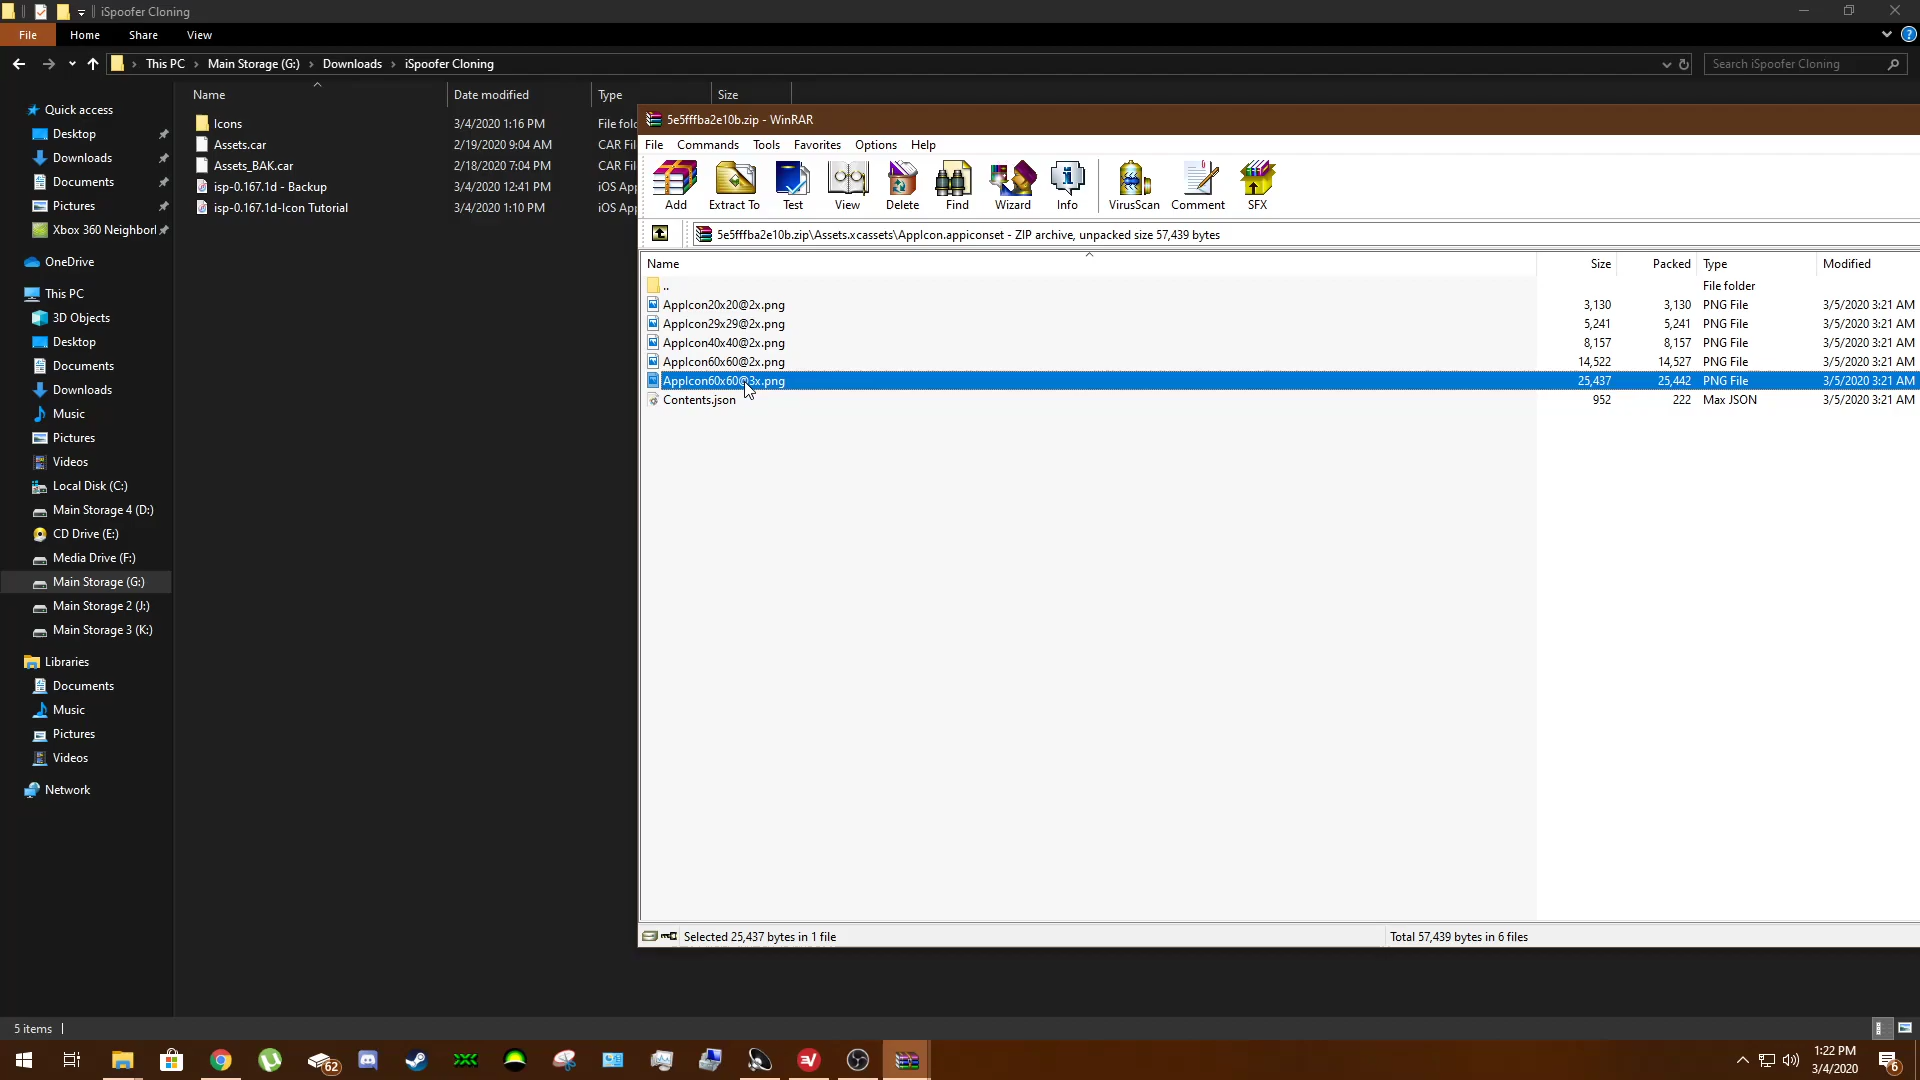 iSpoofer Cloning
File Home Share View
This PC Main Storage (G:) Downloads iSpoofer Cloning Search iSpoofer Cloning
Name Date modified Type Size
Icons 3/4/2020 1:16 PM File fol
Assets.car 2/19/2020 9:04 AM CAR Fil
Assets_BAK.car 2/18/2020 7:04 PM CAR Fil
isp-0.167.1d - Backup 3/4/2020 12:41 PM iOS App
isp-0.167.1d-Icon Tutorial 3/4/2020 1:10 PM iOS App
Quick access
Desktop
Downloads
Documents
Pictures
Xbox 360 Neighborl
OneDrive
This PC
3D Objects
Desktop
Documents
Downloads
Music
Pictures
Videos
Local Disk (C:)
Main Storage 4 (D:)
CD Drive (E:)
Media Drive (F:)
Main Storage (G:)
Main Storage 2 (J:)
Main Storage 3 (K:)
Libraries
Documents
Music
Pictures
Videos
Network
5e5fffba2e10b.zip - WinRAR
File Commands Tools Favorites Options Help
Add Extract To Test View Delete Find Wizard Info VirusScan Comment SFX
5e5fffba2e10b.zip\Assets.xcassets\AppIcon.appiconset - ZIP archive, unpacked size 57,439 bytes
Name Size Packed Type Modified
.. File folder
AppIcon20x20@2x.png 3,130 3,130 PNG File 3/5/2020 3:21 AM
AppIcon29x29@2x.png 5,241 5,241 PNG File 3/5/2020 3:21 AM
AppIcon40x40@2x.png 8,157 8,157 PNG File 3/5/2020 3:21 AM
AppIcon60x60@2x.png 14,522 14,527 PNG File 3/5/2020 3:21 AM
AppIcon60x60@3x.png 25,437 25,442 PNG File 3/5/2020 3:21 AM
Contents.json 952 222 Max JSON 3/5/2020 3:21 AM
Selected 25,437 bytes in 1 file Total 57,439 bytes in 6 files
5 items
62
1:22 PM
3/4/2020
6